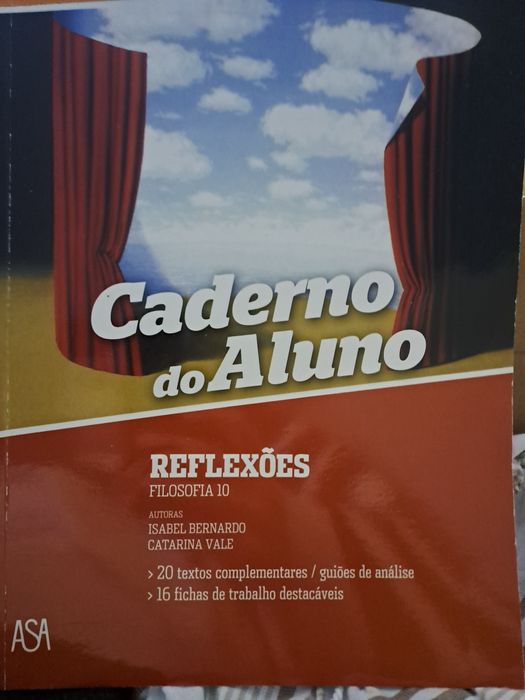 Caderno
do Aluno
REFLEXÕES
FILOSOFIA 10
AUTORAS
ISABEL BERNARDO
CATARINA VALE
> 20 textos complementares / guiões de análise
> 16 fichas de trabalho destacáveis
ASA